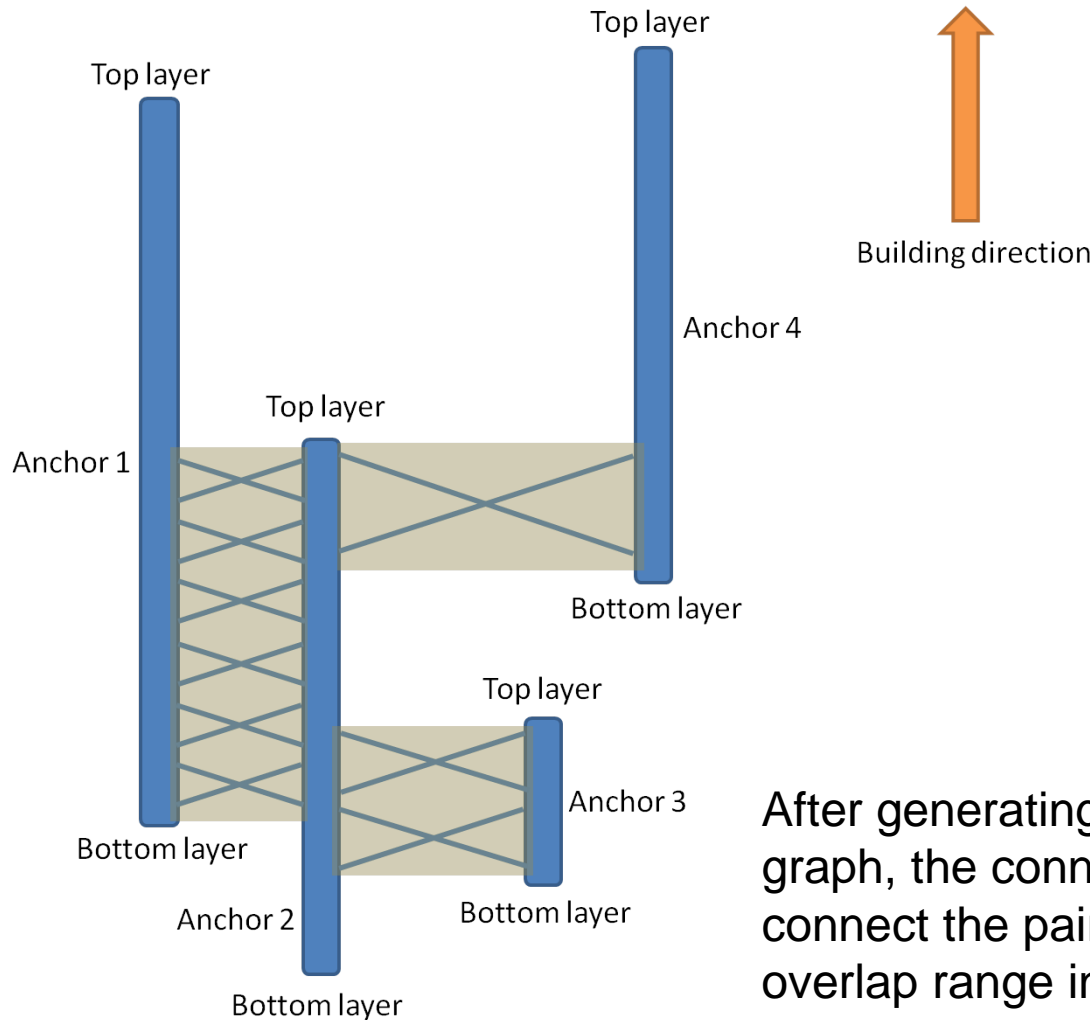 Top layer
Top layer
Building direction
Anchor 4
Top layer
Anchor 1
Bottom layer
Top layer
Anchor 3
Bottom layer
Anchor 2
Bottom layer
Bottom layer
After generating
graph, the conn
connect the pai
overlap range in